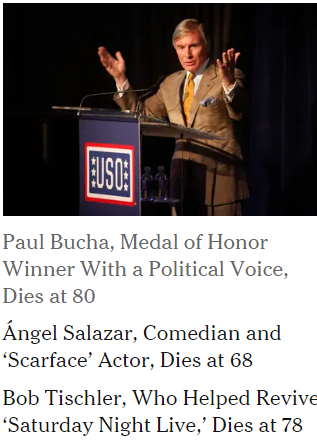 USO
Paul Bucha, Medal of Honor
Winner With a Political Voice,
Dies at 80
Ángel Salazar, Comedian and
‘Scarface’ Actor, Dies at 68
Bob Tischler, Who Helped Revive
‘Saturday Night Live,’ Dies at 78